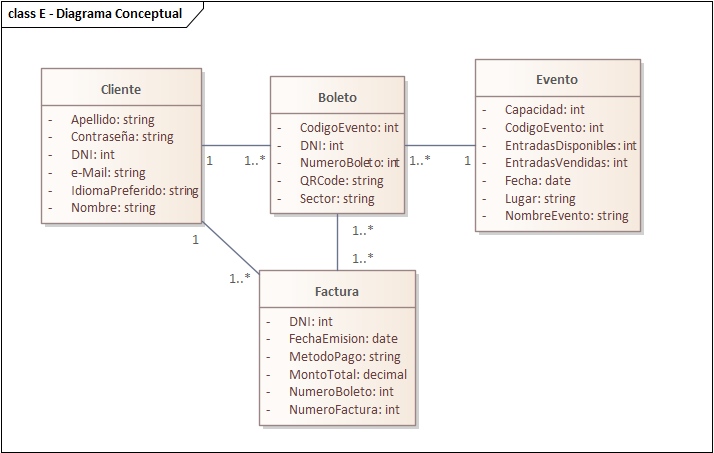 class E - Diagrama Conceptual
Cliente
- Apellido: string
- Contraseña: string
- DNI: int
- e-Mail: string
- IdiomaPreferido: string
- Nombre: string
1
1..*
Boleto
- CodigoEvento: int
- DNI: int
- NumeroBoleto: int
- QRCode: string
- Sector: string
1..*
1
Evento
- Capacidad: int
- CodigoEvento: int
- EntradasDisponibles: int
- EntradasVendidas: int
- Fecha: date
- Lugar: string
- NombreEvento: string
1
1..*
1..*
1..*
Factura
- DNI: int
- FechaEmision: date
- MetodoPago: string
- MontoTotal: decimal
- NumeroBoleto: int
- NumeroFactura: int